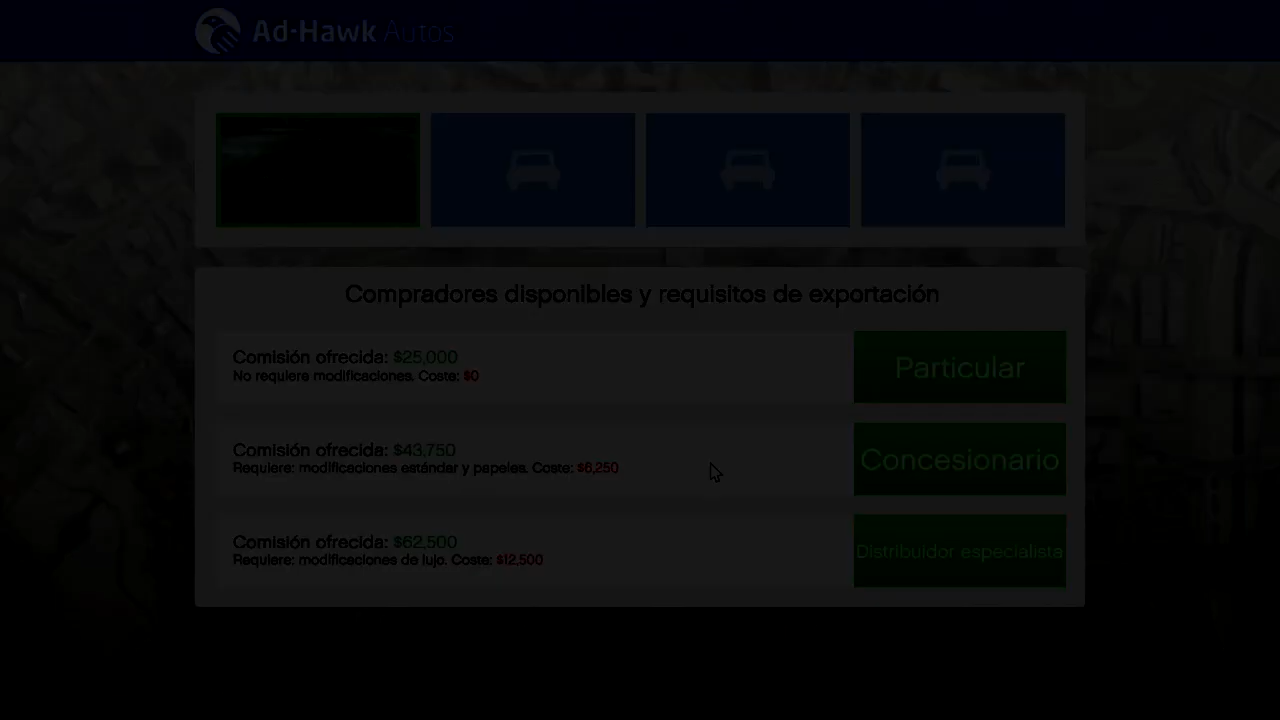 Ad-Hawk Autos
Compradores disponibles y requisitos de exportación
Comisión ofrecida: $25,000
No requiere modificaciones. Coste: $0
Particular
Comisión ofrecida: $43,750
Requiere: modificaciones estándar y papeles. Coste: $6,250
Concesionario
Comisión ofrecida: $62,500
Requiere: modificaciones de lujo. Coste: $12,500
Distribuidor especialista